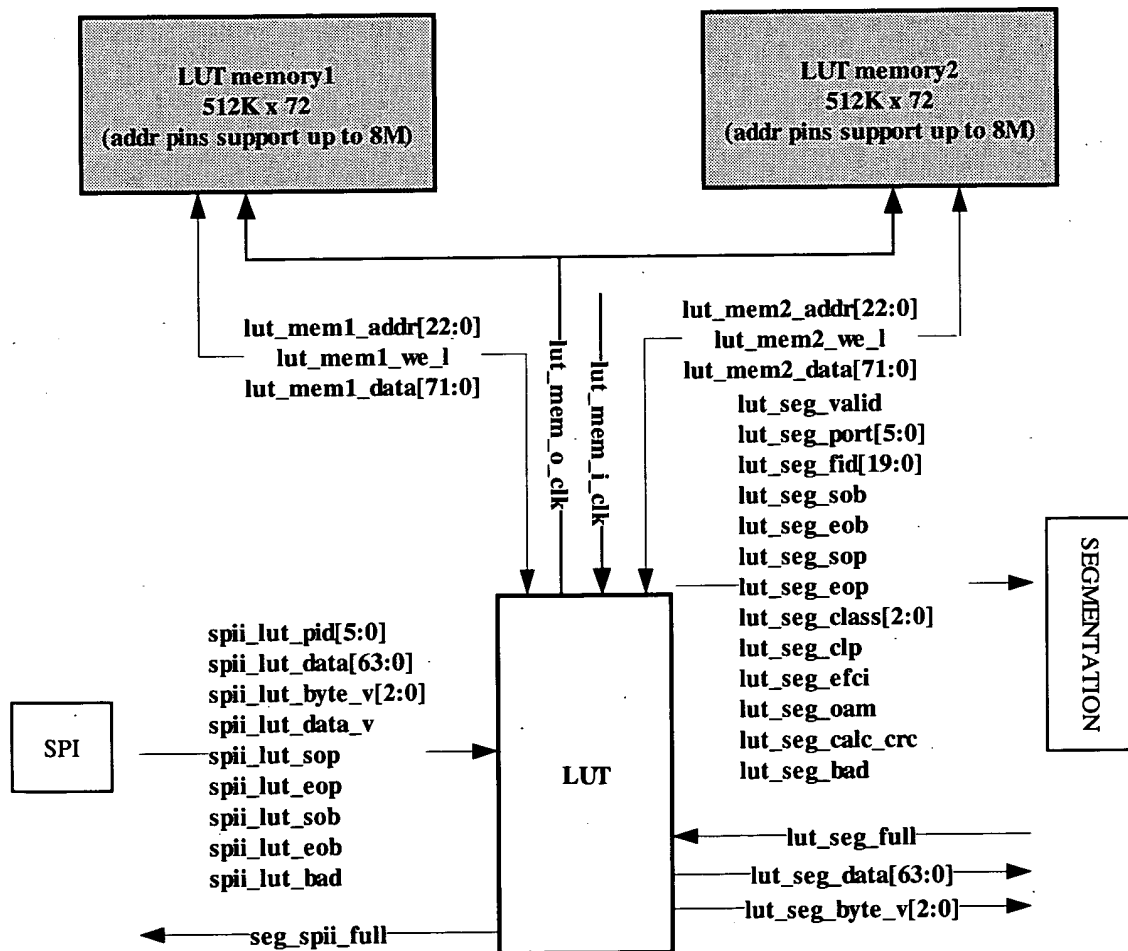 LUT memory1
512K x 72
(addr pins support up to 8M)
LUT memory2
512K x 72
(addr pins support up to 8M)
lut_mem1_addr[22:0]
lut_mem1_we_l
lut_mem1_data[71:0]
lut_mem_o_clk
lut_mem_i_clk
lut_mem2_addr[22:0]
lut_mem2_we_l
lut_mem2_data[71:0]
lut_seg_valid
lut_seg_port[5:0]
lut_seg_fid[19:0]
lut_seg_sob
lut_seg_eob
lut_seg_sop
lut_seg_eop
lut_seg_class[2:0]
lut_seg_clp
lut_seg_efci
lut_seg_oam
lut_seg_calc_crc
lut_seg_bad
SEGMENTATION
SPI
spii_lut_pid[5:0]
spii_lut_data[63:0]
spii_lut_byte_v[2:0]
spii_lut_data_v
spii_lut_sop
spii_lut_eop
spii_lut_sob
spii_lut_eob
spii_lut_bad
LUT
lut_seg_full
lut_seg_data[63:0]
lut_seg_byte_v[2:0]
seg_spii_full